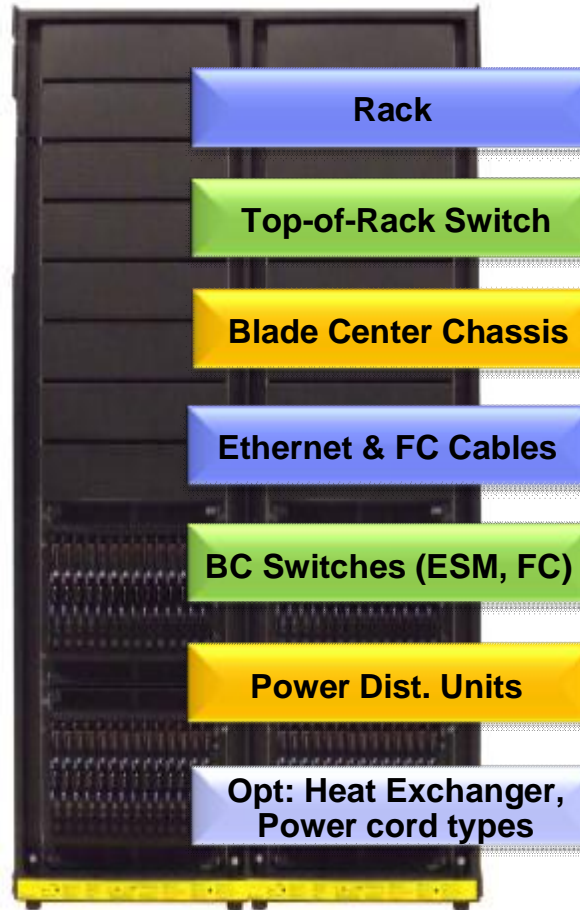 Rack
Top-of-Rack Switch
Blade Center Chassis
Ethernet & FC Cables
BC Switches (ESM, FC)
Power Dist. Units
Opt: Heat Exchanger,
Power cord types